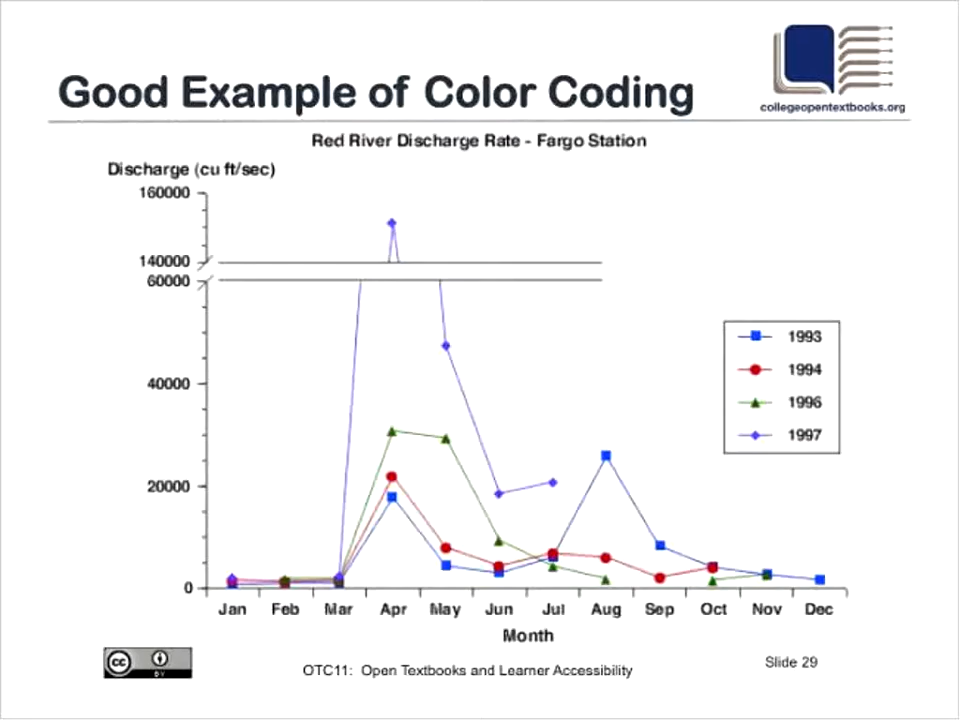 Good Example of Color Coding
collegeopentextbooks.org
Red River Discharge Rate - Fargo Station
Discharge (cu ft/sec)
160000
140000
60000
40000
20000
0
1993
1994
1996
1997
Jan Feb Mar Apr May Jun Jul Aug Sep Oct Nov Dec
Month
cc
BY
OTC11: Open Textbooks and Learner Accessibility
Slide 29